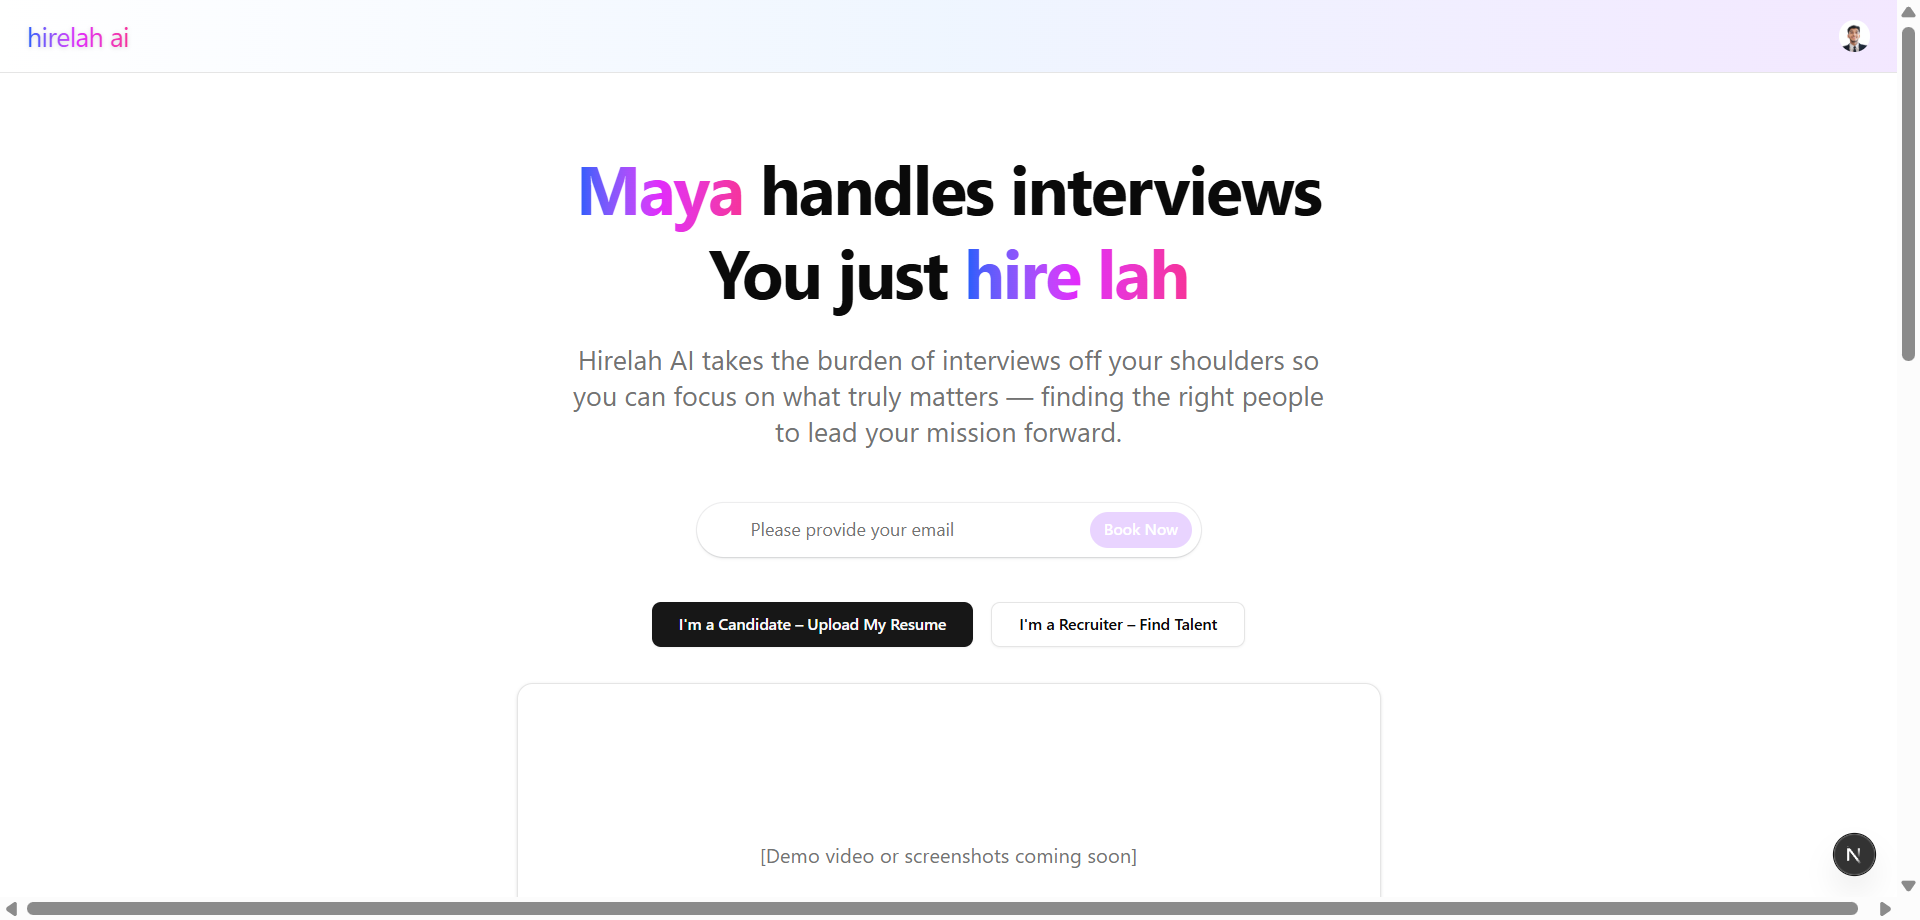 hirelah ai
Maya handles interviews
You just hire lah
Hirelah AI takes the burden of interviews off your shoulders so
you can focus on what truly matters — finding the right people
to lead your mission forward.
Please provide your email
Book Now
I'm a Candidate – Upload My Resume
I'm a Recruiter – Find Talent
[Demo video or screenshots coming soon]
N